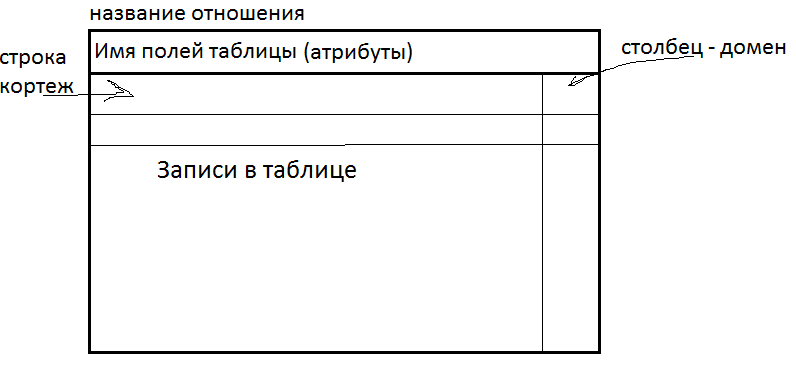 название отношения
Имя полей таблицы (атрибуты)
строка
кортеж
столбец - домен
Записи в таблице